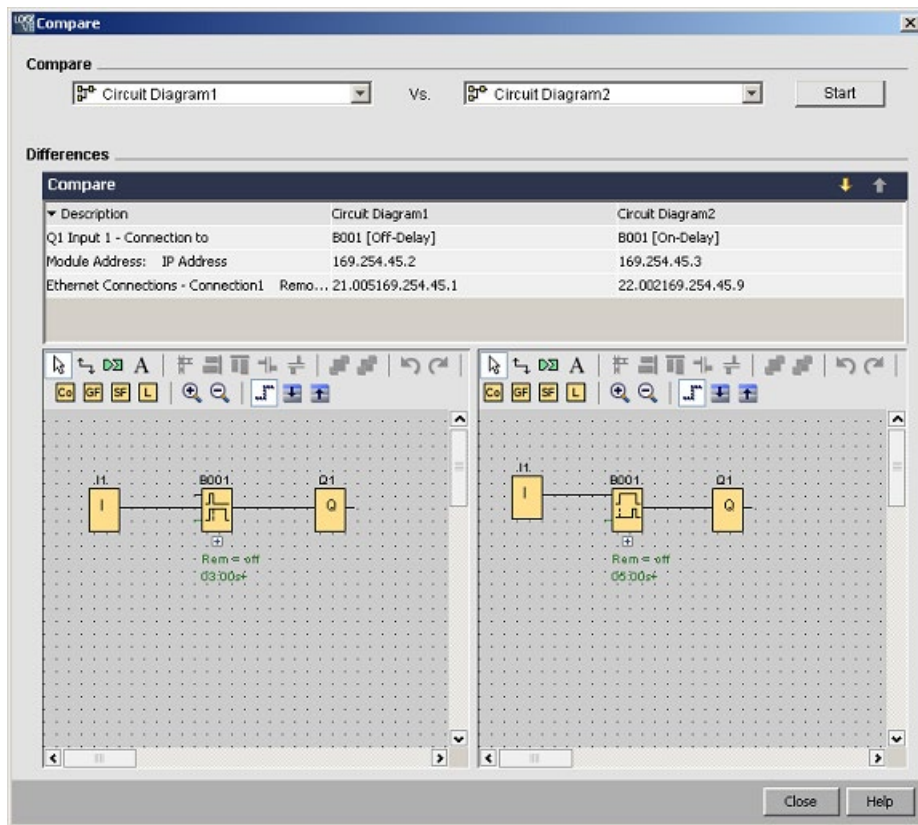 Compare
Compare
Circuit Diagram1 Vs. Circuit Diagram2 Start
Differences
Compare
Description Circuit Diagram1 Circuit Diagram2
Q1 Input 1 - Connection to B001 [Off-Delay] B001 [On-Delay]
Module Address: IP Address 169.254.45.2 169.254.45.3
Ethernet Connections - Connection1 Remo... 21.005169.254.45.1 22.002169.254.45.9
A A
Co GF SF L Co GF SF L
I1 B001 Q1
I Q
Rem = off
03:00s+
I1 B001 Q1
I Q
Rem = off
05:00s+
Close Help